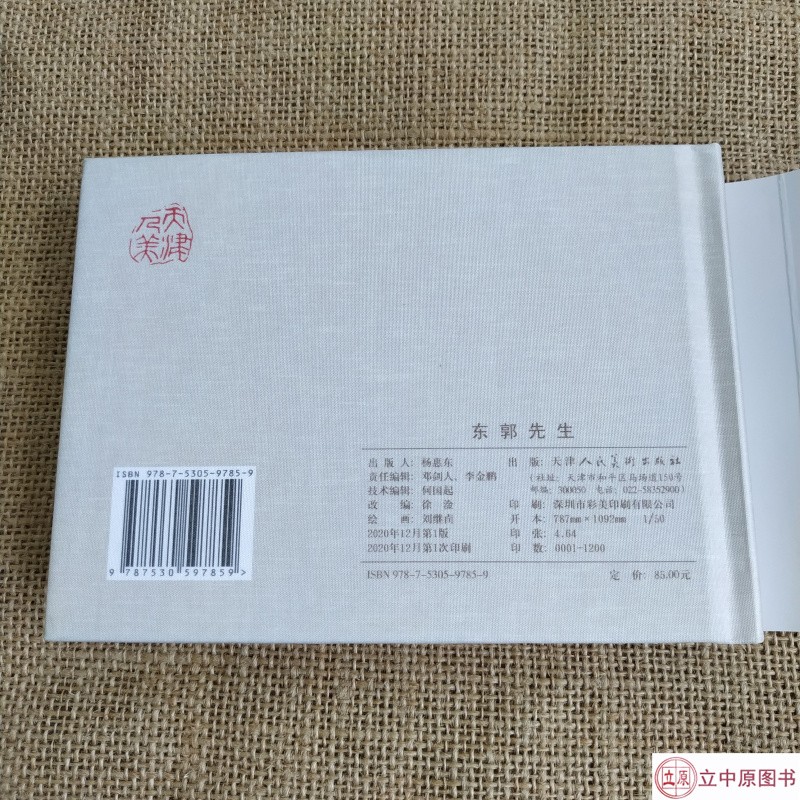 天津人美
东郭先生
出版人：杨惠东
责任编辑：邓剑人、李金鹏
技术编辑：何国起
改编：徐淦
绘画：刘继卣
2020年12月第1版
2020年12月第1次印刷
出版：天津人民美術出版社
（社址：天津市和平区马场道150号
邮编：300050 电话：022-58352900）
印刷：深圳市彩美印刷有限公司
开本：787mm×1092mm 1/50
印张：4.64
印数：0001-1200
ISBN 978-7-5305-9785-9
定价：85.00元
ISBN 978-7-5305-9785-9
9 787530 597859 >
立原
立中原图书